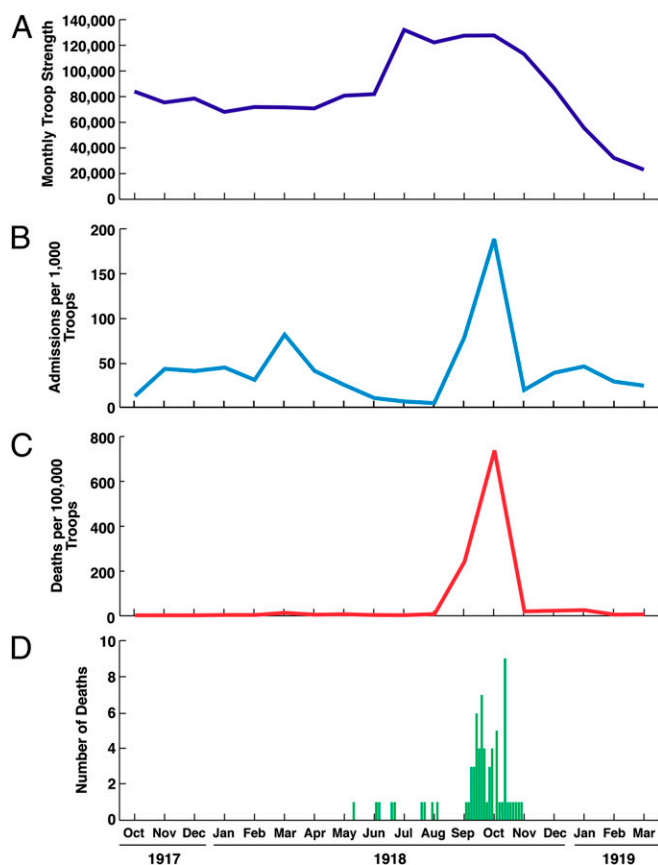 A
Monthly Troop Strength
140,000
120,000
100,000
80,000
60,000
40,000
20,000
0
B
Admissions per 1,000
Troops
200
150
100
50
0
C
Deaths per 100,000
Troops
800
600
400
200
0
D
Number of Deaths
10
8
6
4
2
0
Oct Nov Dec Jan Feb Mar Apr May Jun Jul Aug Sep Oct Nov Dec Jan Feb Mar
1917 1918 1919